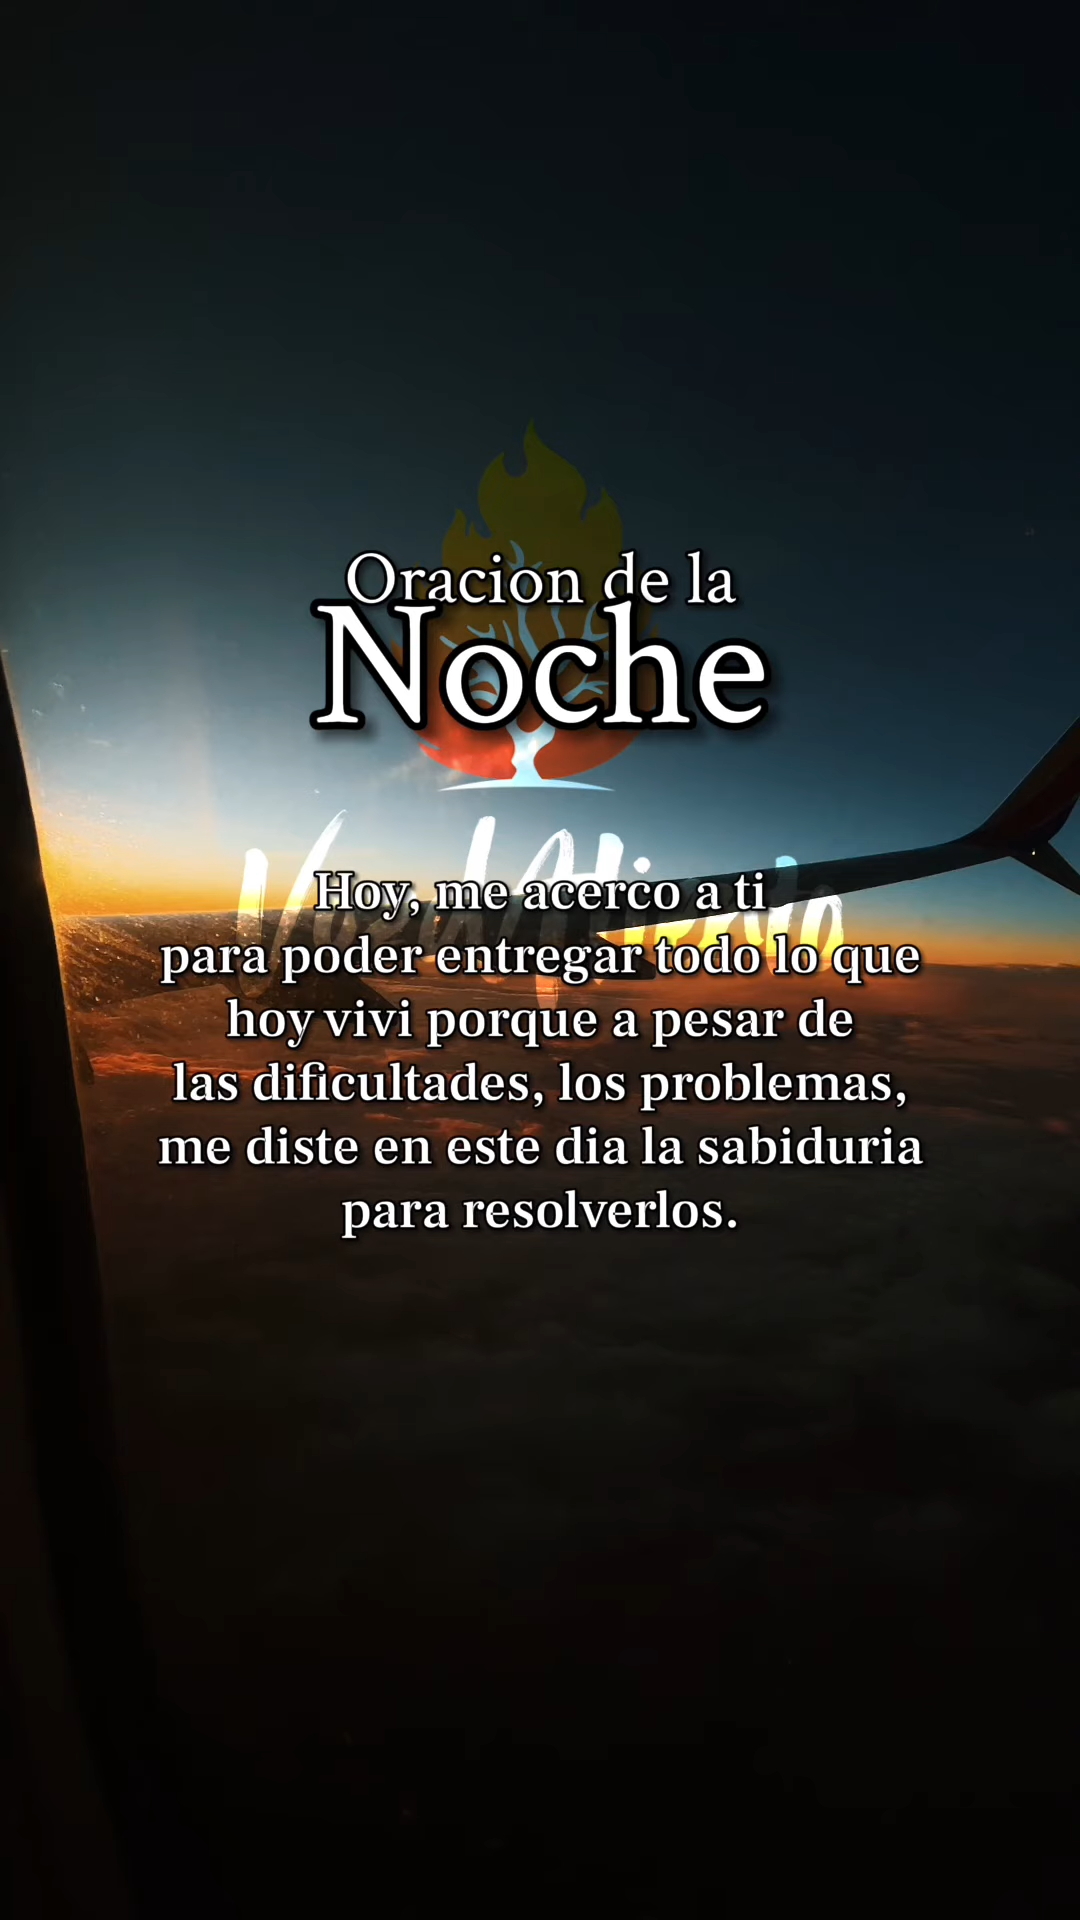 Oracion de la
Noche
Hoy, me acerco a ti
para poder entregar todo lo que
hoy vivi porque a pesar de
las dificultades, los problemas,
me diste en este dia la sabiduria
para resolverlos.